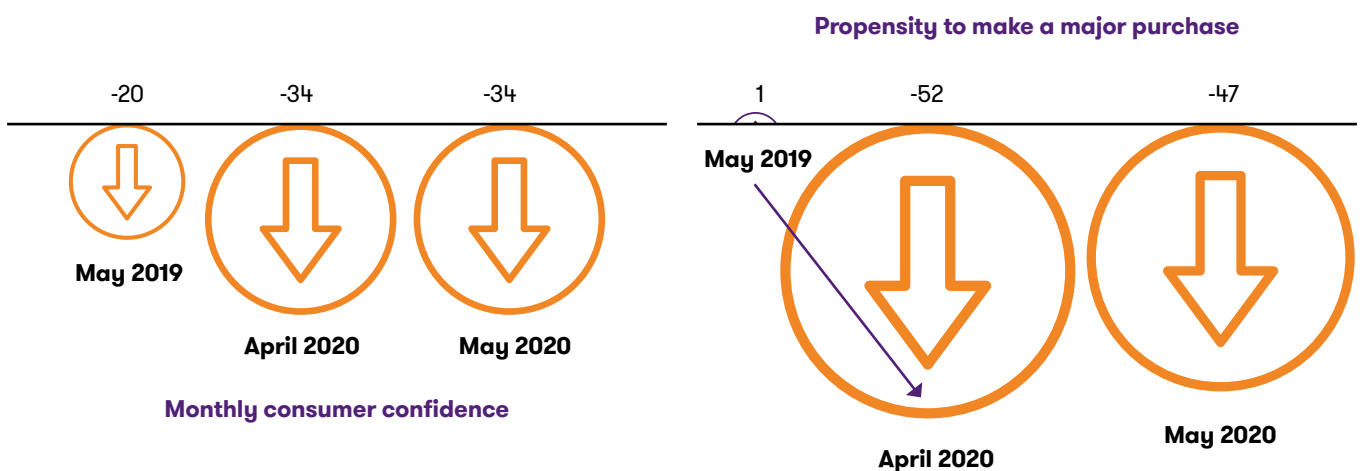 -20 -34 -34
May 2019
April 2020 May 2020
Monthly consumer confidence
Propensity to make a major purchase
1 -52 -47
May 2019
May 2020
April 2020